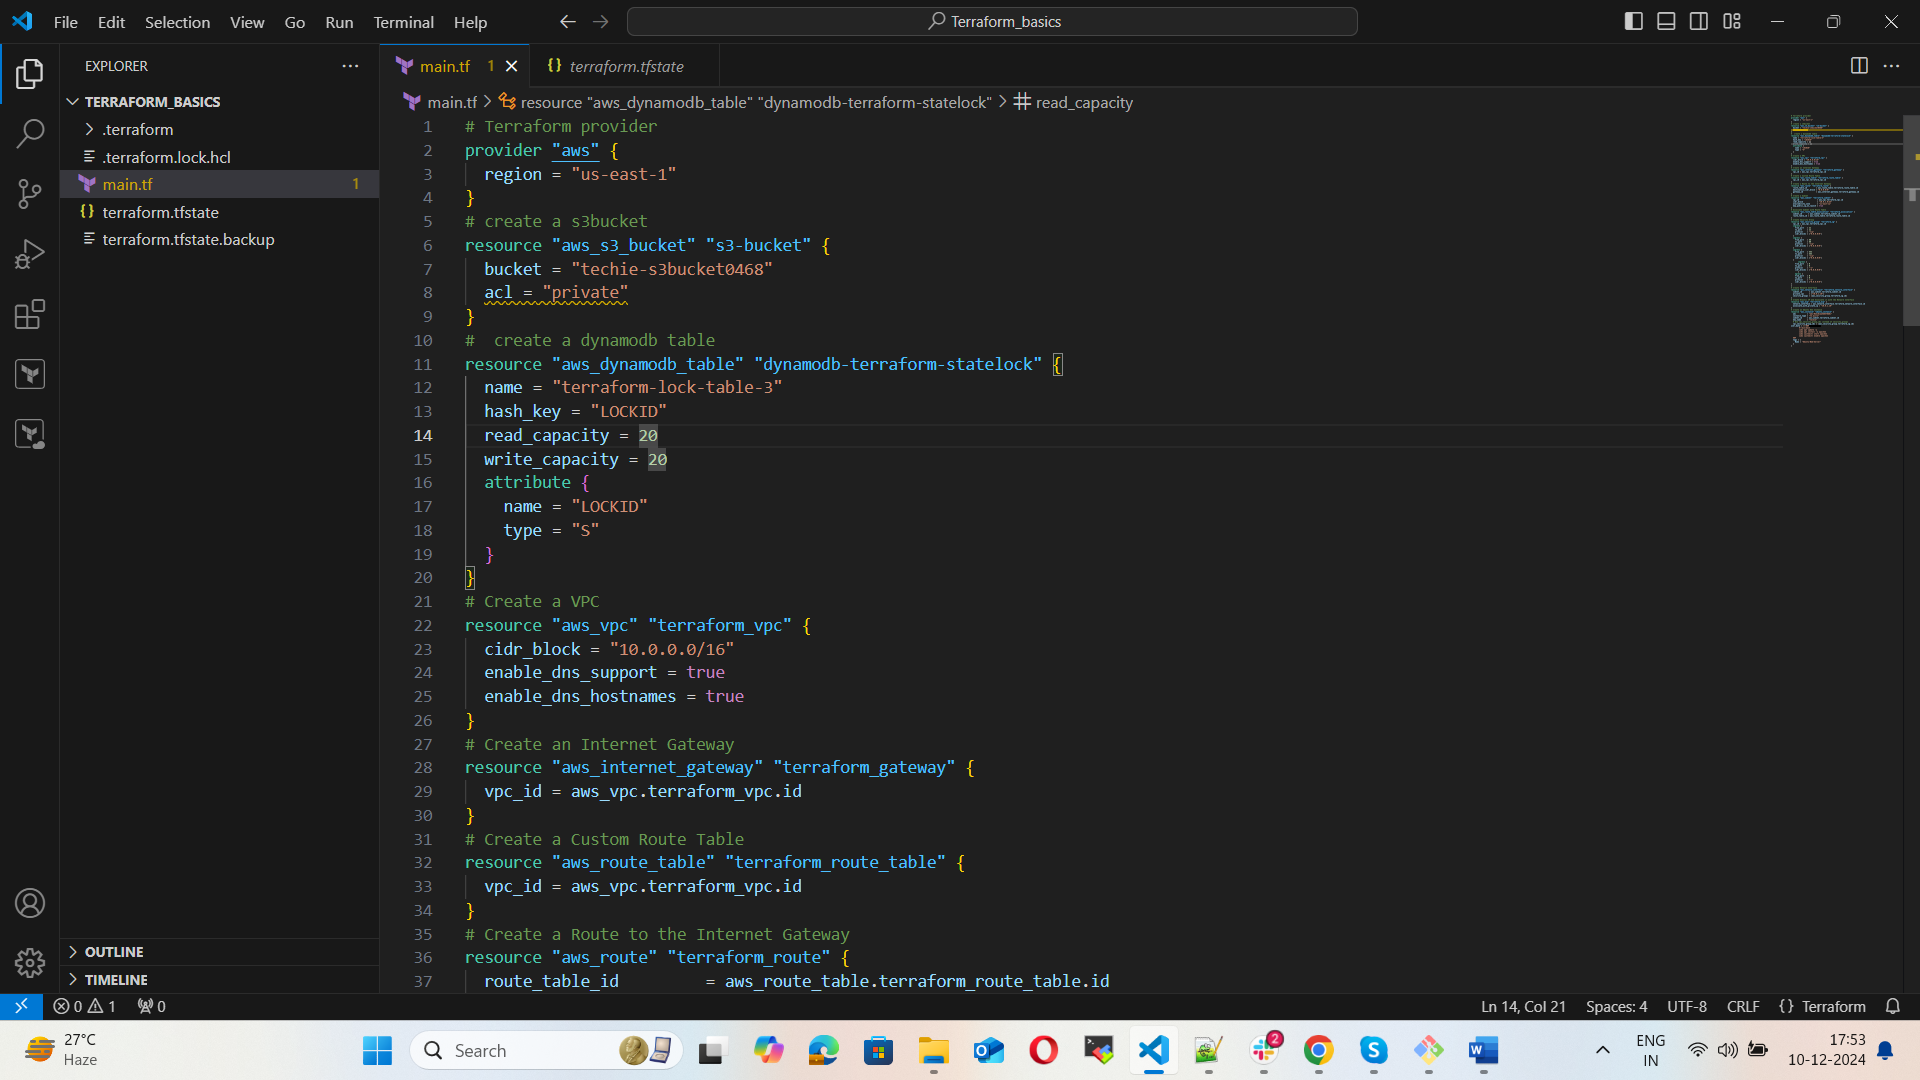 File Edit Selection View Go Run Terminal Help
Terraform_basics
EXPLORER
TERRAFORM_BASICS
.terraform
.terraform.lock.hcl
main.tf 1
terraform.tfstate
terraform.tfstate.backup
OUTLINE
TIMELINE
main.tf 1
{} terraform.tfstate
main.tf > resource "aws_dynamodb_table" "dynamodb-terraform-statelock" > # read_capacity
1 # Terraform provider
2 provider "aws" {
3 region = "us-east-1"
4 }
5 # create a s3bucket
6 resource "aws_s3_bucket" "s3-bucket" {
7 bucket = "techie-s3bucket0468"
8 acl = "private"
9 }
10 #  create a dynamodb table
11 resource "aws_dynamodb_table" "dynamodb-terraform-statelock" {
12 name = "terraform-lock-table-3"
13 hash_key = "LOCKID"
14 read_capacity = 20
15 write_capacity = 20
16 attribute {
17 name = "LOCKID"
18 type = "S"
19 }
20 }
21 # Create a VPC
22 resource "aws_vpc" "terraform_vpc" {
23 cidr_block = "10.0.0.0/16"
24 enable_dns_support = true
25 enable_dns_hostnames = true
26 }
27 # Create an Internet Gateway
28 resource "aws_internet_gateway" "terraform_gateway" {
29 vpc_id = aws_vpc.terraform_vpc.id
30 }
31 # Create a Custom Route Table
32 resource "aws_route_table" "terraform_route_table" {
33 vpc_id = aws_vpc.terraform_vpc.id
34 }
35 # Create a Route to the Internet Gateway
36 resource "aws_route" "terraform_route" {
37 route_table_id         = aws_route_table.terraform_route_table.id
0 1 0
Ln 14, Col 21 Spaces: 4 UTF-8 CRLF {} Terraform
27°C
Haze
Search
2
ENG
IN
17:53
10-12-2024